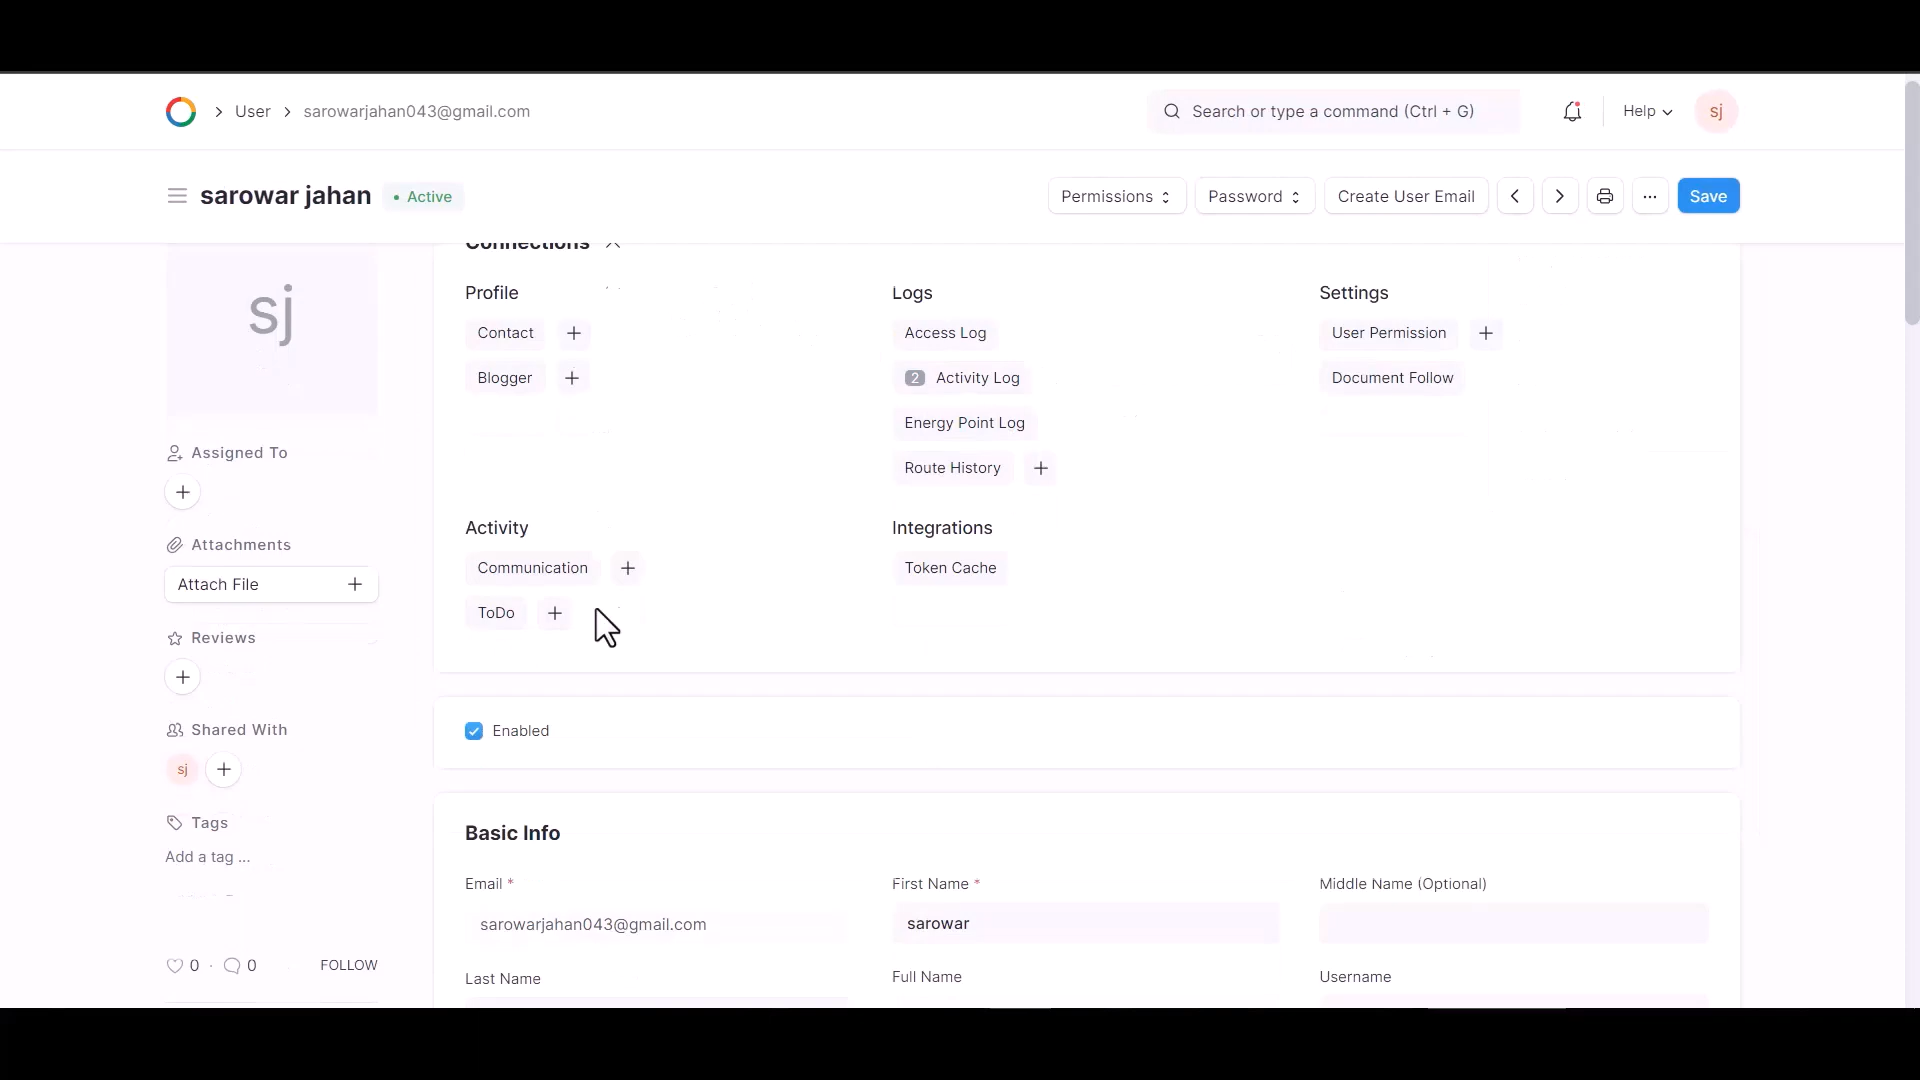 User
sarowarjahan043@gmail.com
Search or type a command (Ctrl + G)
Help
sj
sarowar jahan
Active
Permissions
Password
Create User Email
...
Save
Connections
sj
Assigned To
Attachments
Attach File
Reviews
Shared With
sj
Tags
Add a tag ...
0 · 0
FOLLOW
Profile
Contact
Blogger
Logs
Access Log
2 Activity Log
Energy Point Log
Route History
Settings
User Permission
Document Follow
Activity
Communication
ToDo
Integrations
Token Cache
Enabled
Basic Info
Email *
sarowarjahan043@gmail.com
First Name *
sarowar
Middle Name (Optional)
Last Name
Full Name
Username